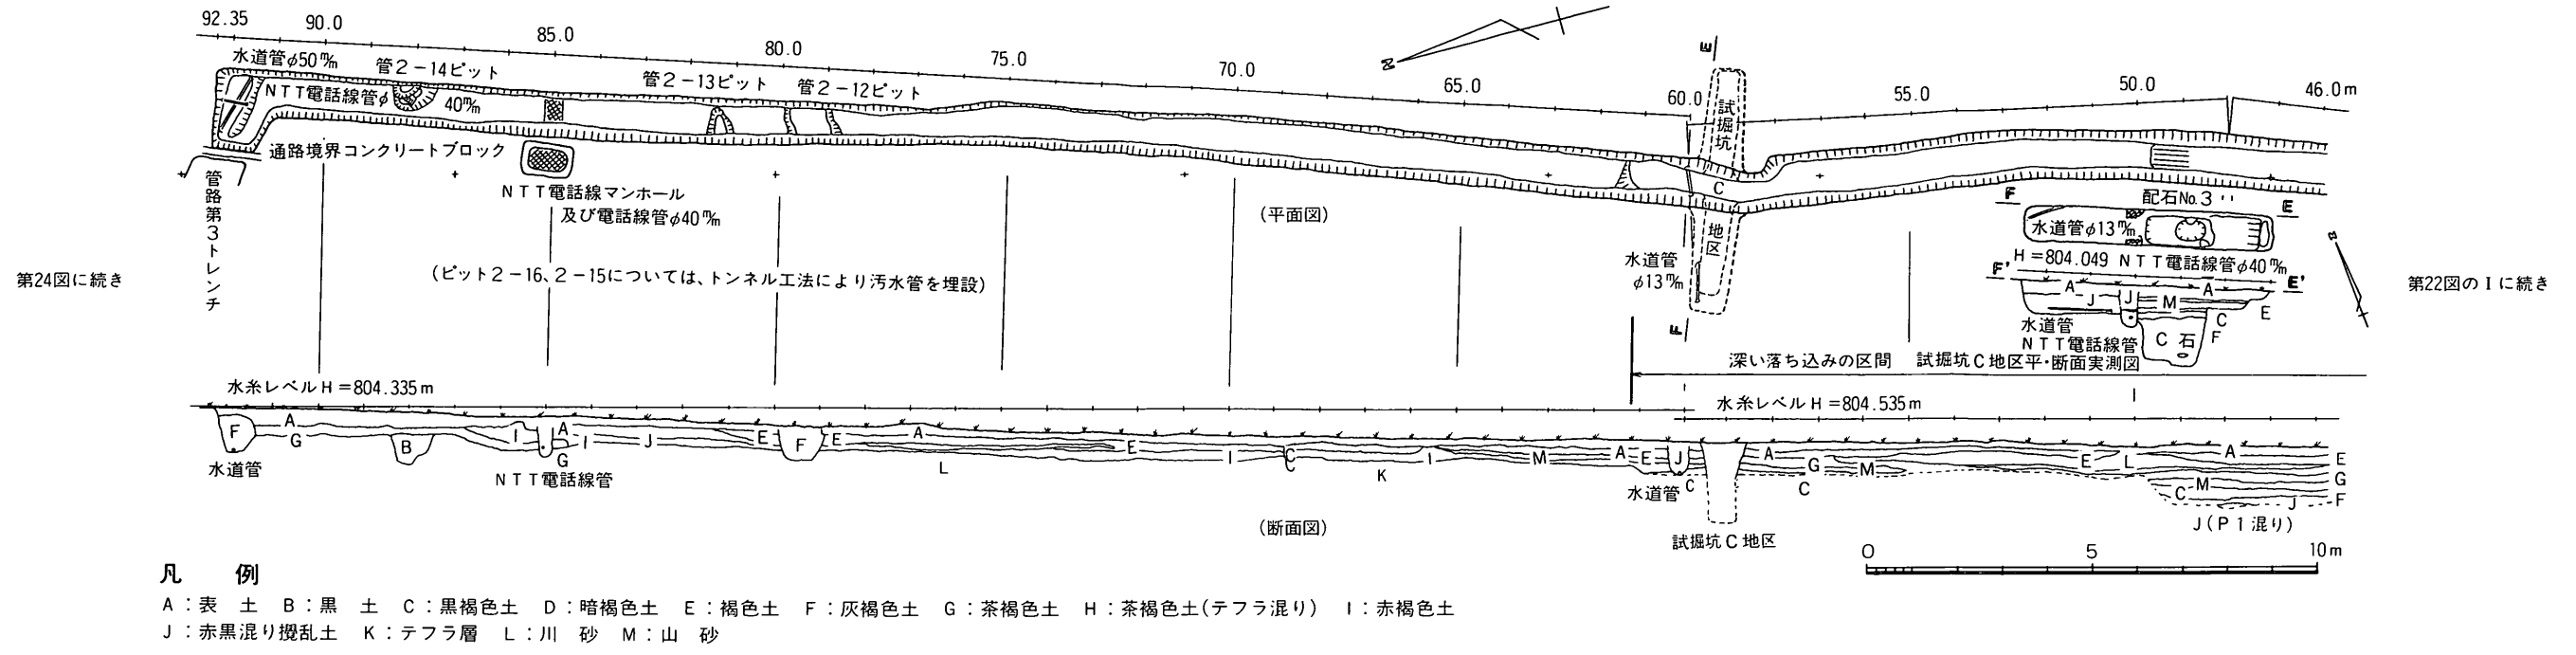 92.35 90.0 85.0 80.0 75.0 70.0 65.0 60.0 55.0 50.0 46.0m
水道管φ50㎜ 管2-14ピット 管2-13ピット 管2-12ピット
NTT電話線管φ 40㎜
通路境界コンクリートブロック
管路第3トレンチ
NTT電話線マンホール
及び電話線管φ40㎜
(平面図)
(ピット2-16、2-15については、トンネル工法により汚水管を埋設)
第24図に続き
N
E
試掘坑
C
地区
水道管
φ13㎜
F
F 配石No.3 E
水道管φ13㎜
H=804.049 NTT電話線管φ40㎜
F' E'
A A
J J M
C E
水道管
NTT電話線管 C 石 F
N
第22図のIに続き
深い落ち込みの区間 試掘坑C地区平・断面実測図
水糸レベルH=804.335m
水糸レベルH=804.535m
F A G B I A I J E F E A E I C I M A E J A G M E L A E
G L K C C M C G J F
水道管 NTT電話線管 水道管
J(P1混り)
(断面図)
試掘坑C地区
0 5 10m
凡 例
A:表 土 B:黒 土 C:黒褐色土 D:暗褐色土 E:褐色土 F:灰褐色土 G:茶褐色土 H:茶褐色土(テフラ混り) I:赤褐色土
J:赤黒混り攪乱土 K:テフラ層 L:川 砂 M:山 砂